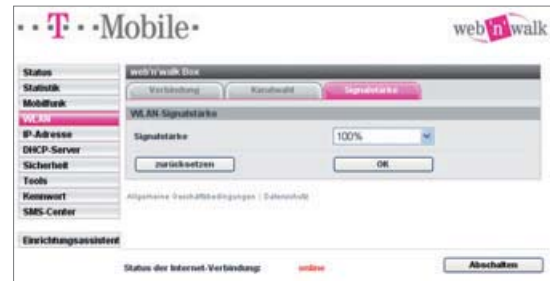 ··T··Mobile·
web'n'walk
Status
Statistik
Mobilfunk
WLAN
IP-Adresse
DHCP-Server
Sicherheit
Tools
Kennwort
SMS-Center
Einrichtungsassistent
web'n'walk Box
Verbindung Kanalwahl Signalstärke
WLAN-Signalstärke
Signalstärke 100%
zurücksetzen OK
Allgemeine Geschäftsbedingungen | Datenschutz
Status der Internet-Verbindung: online Abschalten